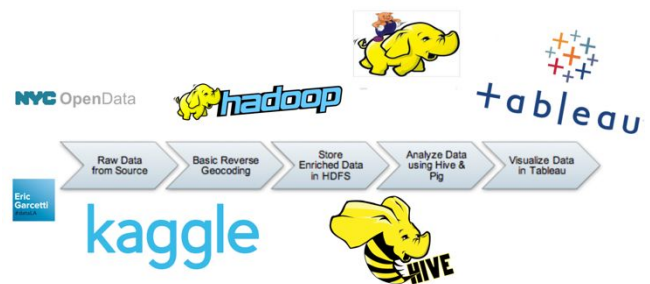 tableau
NYC OpenData
hadoop
Raw Data
from Source
Basic Reverse
Geocoding
Store
Enriched Data
in HDFS
Analyze Data
using Hive &
Pig
Visualize Data
in Tableau
Eric
Garcetti
kaggle
HIVE